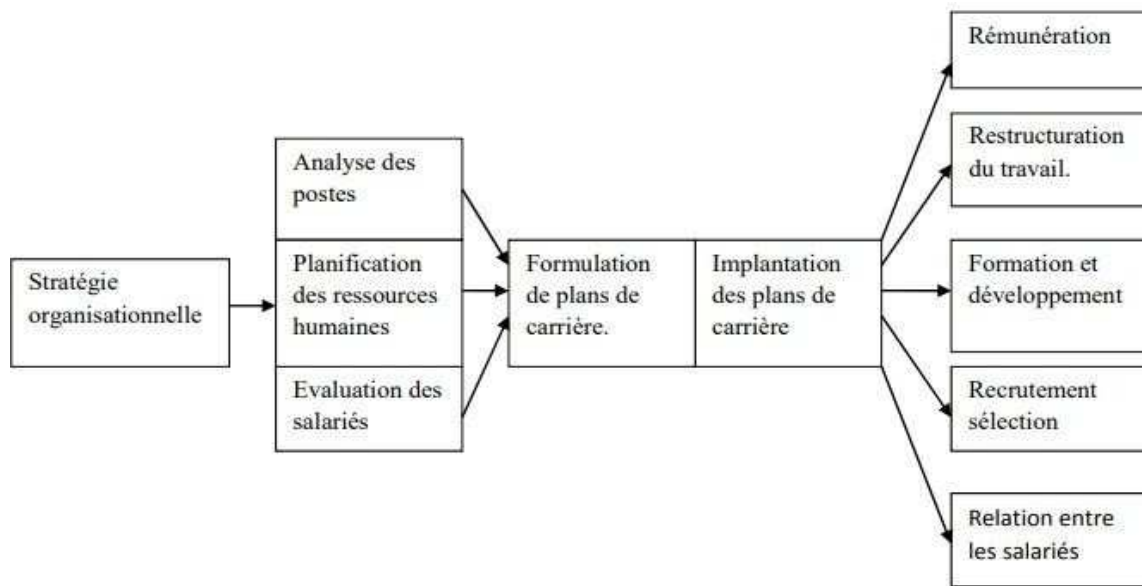 Stratégie
organisationnelle
Analyse des
postes
Planification
des ressources
humaines
Evaluation des
salariés
Formulation
de plans de
carrière.
Implantation
des plans de
carrière
Rémunération
Restructuration
du travail.
Formation et
développement
Recrutement
sélection
Relation entre
les salariés